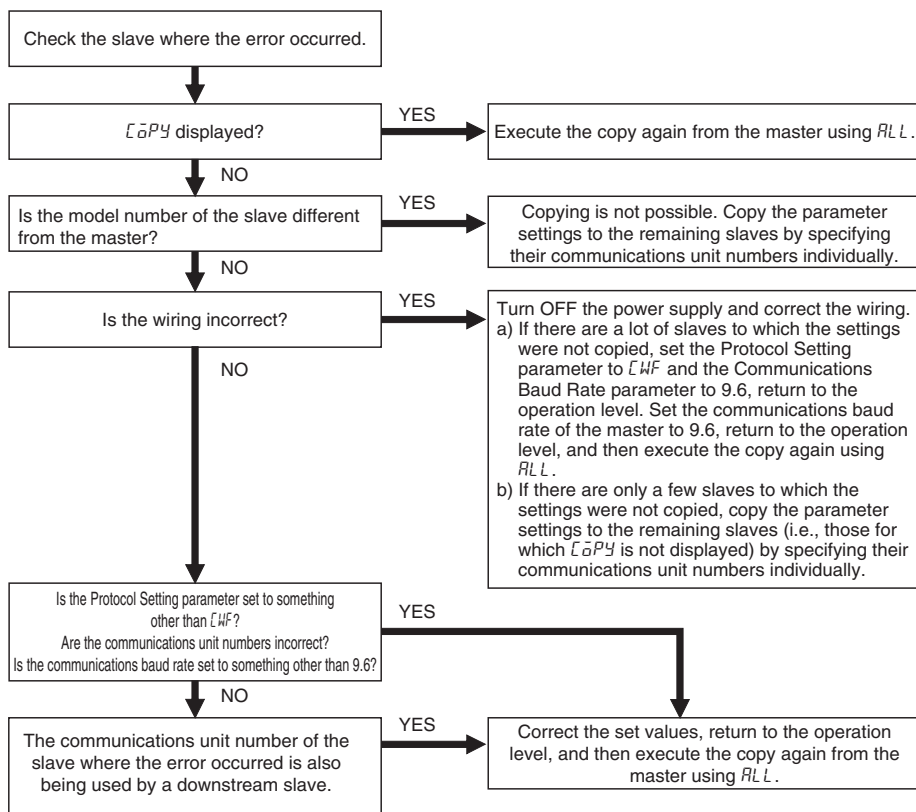 Check the slave where the error occurred.
CoPY displayed?
YES
Execute the copy again from the master using ALL.
NO
Is the model number of the slave different
from the master?
YES
Copying is not possible. Copy the parameter
settings to the remaining slaves by specifying
their communications unit numbers individually.
NO
Is the wiring incorrect?
YES
Turn OFF the power supply and correct the wiring.
a) If there are a lot of slaves to which the settings
were not copied, set the Protocol Setting
parameter to CWF and the Communications
Baud Rate parameter to 9.6, return to the
operation level. Set the communications baud
rate of the master to 9.6, return to the operation
level, and then execute the copy again using
ALL.
b) If there are only a few slaves to which the
settings were not copied, copy the parameter
settings to the remaining slaves (i.e., those for
which CoPY is not displayed) by specifying their
communications unit numbers individually.
NO
Is the Protocol Setting parameter set to something
other than CWF?
Are the communications unit numbers incorrect?
Is the communications baud rate set to something other than 9.6?
YES
NO
The communications unit number of the
slave where the error occurred is also
being used by a downstream slave.
YES
Correct the set values, return to the operation
level, and then execute the copy again from the
master using ALL.